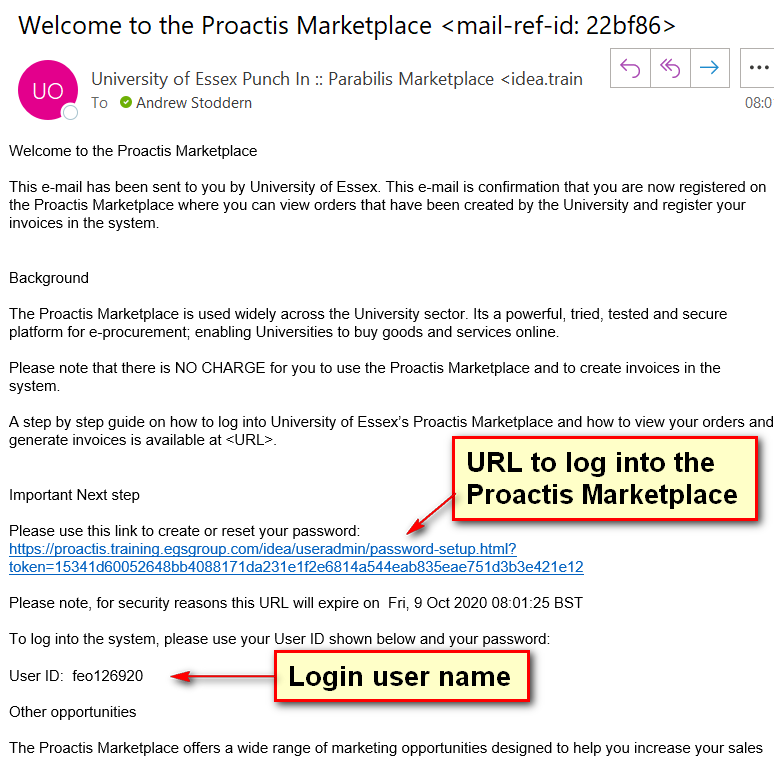 Welcome to the Proactis Marketplace <mail-ref-id: 22bf86>
UO
University of Essex Punch In :: Parabilis Marketplace <idea.train
To Andrew Stoddern
08:0
Welcome to the Proactis Marketplace
This e-mail has been sent to you by University of Essex. This e-mail is confirmation that you are now registered on
the Proactis Marketplace where you can view orders that have been created by the University and register your
invoices in the system.
Background
The Proactis Marketplace is used widely across the University sector. Its a powerful, tried, tested and secure
platform for e-procurement; enabling Universities to buy goods and services online.
Please note that there is NO CHARGE for you to use the Proactis Marketplace and to create invoices in the
system.
A step by step guide on how to log into University of Essex’s Proactis Marketplace and how to view your orders and
generate invoices is available at <URL>.
URL to log into the
Proactis Marketplace
Important Next step
Please use this link to create or reset your password:
https://proactis.training.egsgroup.com/idea/useradmin/password-setup.html?
token=15341d60052648bb4088171da231e1f2e6814a544eab835eae751d3b3e421e12
Please note, for security reasons this URL will expire on  Fri, 9 Oct 2020 08:01:25 BST
To log into the system, please use your User ID shown below and your password:
User ID:  feo126920
Login user name
Other opportunities
The Proactis Marketplace offers a wide range of marketing opportunities designed to help you increase your sales